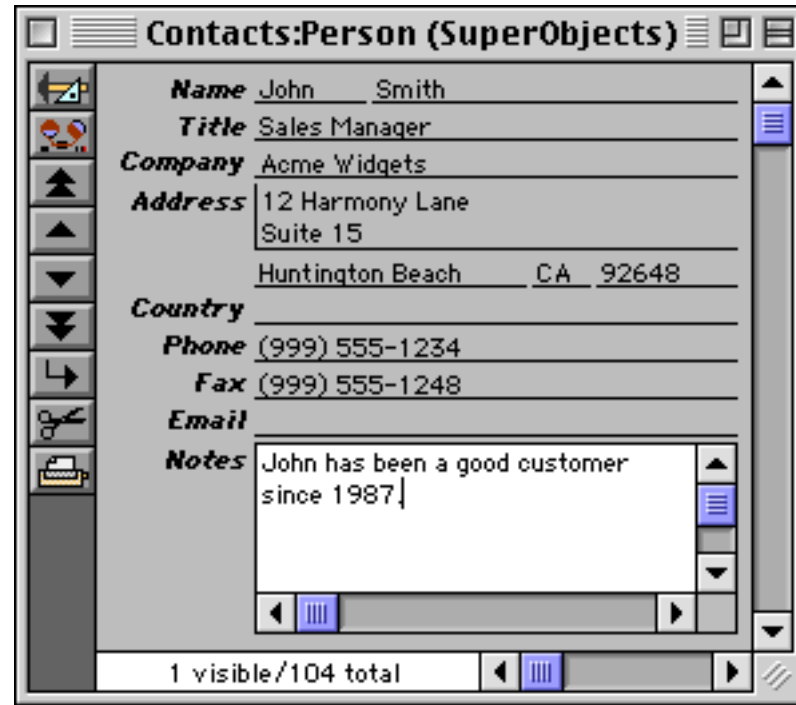 Contacts:Person (SuperObjects)
Name John Smith
Title Sales Manager
Company Acme Widgets
Address 12 Harmony Lane
Suite 15
Huntington Beach CA 92648
Country
Phone (999) 555-1234
Fax (999) 555-1248
Email
Notes John has been a good customer
since 1987.
1 visible/104 total